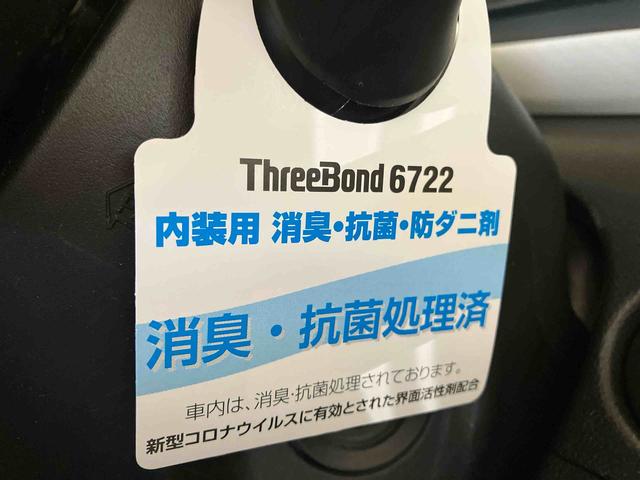 ThreeBond 6722
内装用 消臭・抗菌・防ダニ剤
消臭・抗菌処理済
車内は、消臭・抗菌処理されております。
新型コロナウイルスに有効とされた界面活性剤配合